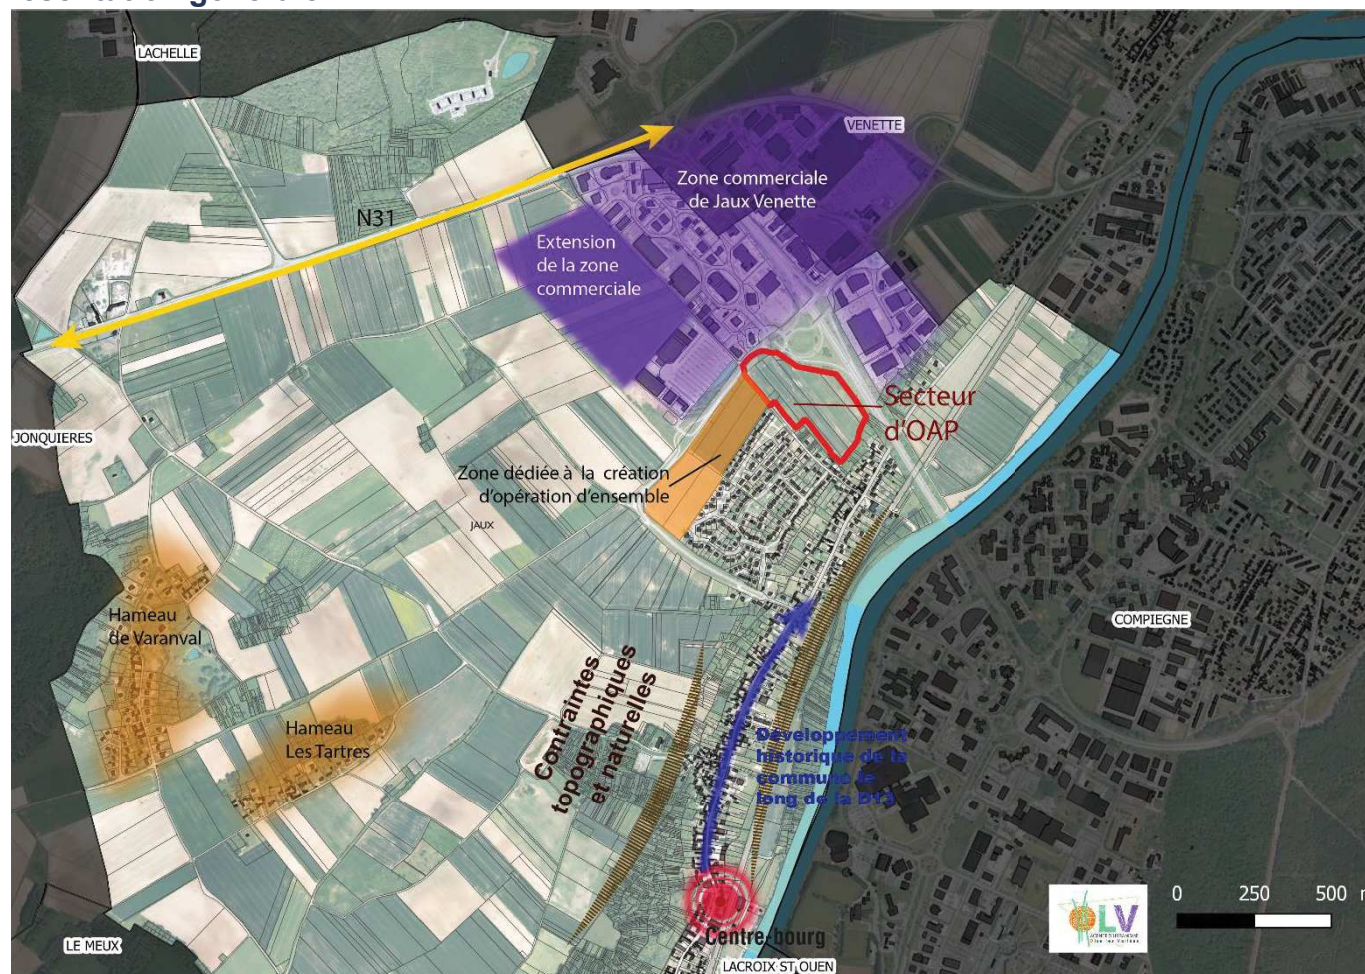 LACHELLE
VENETTE
Zone commerciale
de Jaux Venette
N31
Extension
de la zone
commerciale
Secteur
d'OAP
JONQUIERES
Zone dédiée à la création
d'opération d'ensemble
JAUX
Hameau
de Varanval
COMPIEGNE
Contraintes
topographiques
et naturelles
Hameau
Les Tartres
Développement
historique de la
commune le
long de la D13
0 250 500
LV
Centre-bourg
LE MEUX
LACROIX ST OUEN